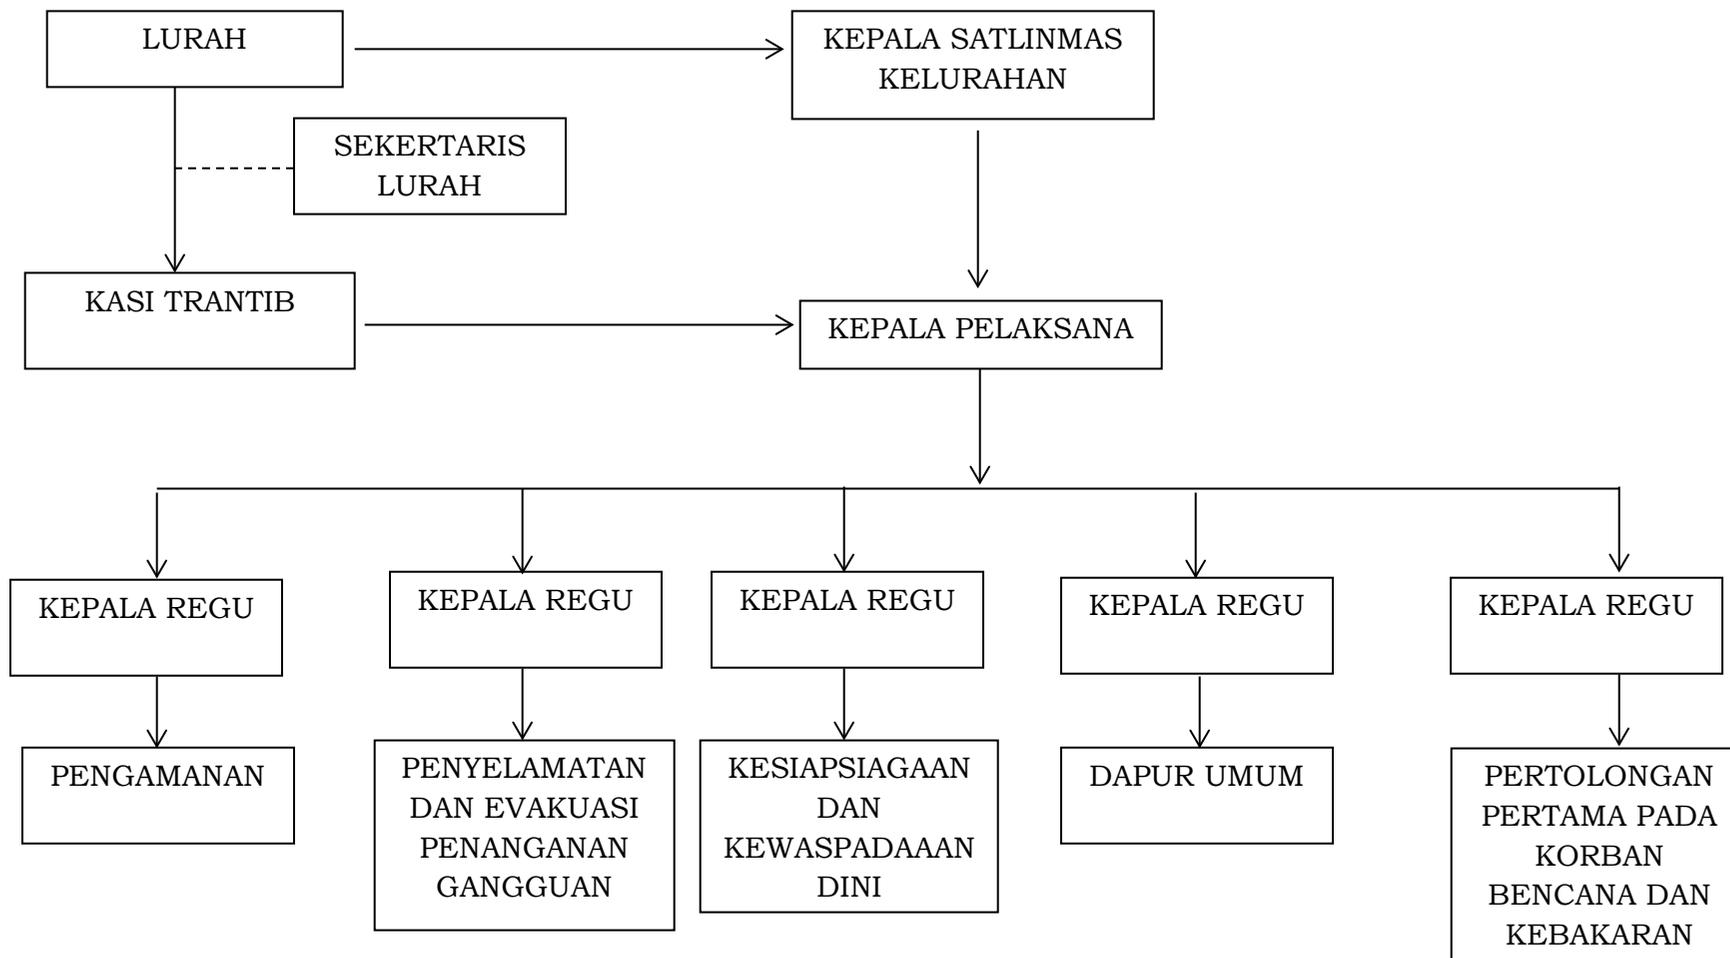 LURAH
KEPALA SATLINMAS
KELURAHAN
SEKERTARIS
LURAH
KASI TRANTIB
KEPALA PELAKSANA
KEPALA REGU
KEPALA REGU
KEPALA REGU
KEPALA REGU
KEPALA REGU
PENGAMANAN
PENYELAMATAN
DAN EVAKUASI
PENANGANAN
GANGGUAN
KESIAPSIAGAAN
DAN
KEWASPADAAAN
DINI
DAPUR UMUM
PERTOLONGAN
PERTAMA PADA
KORBAN
BENCANA DAN
KEBAKARAN